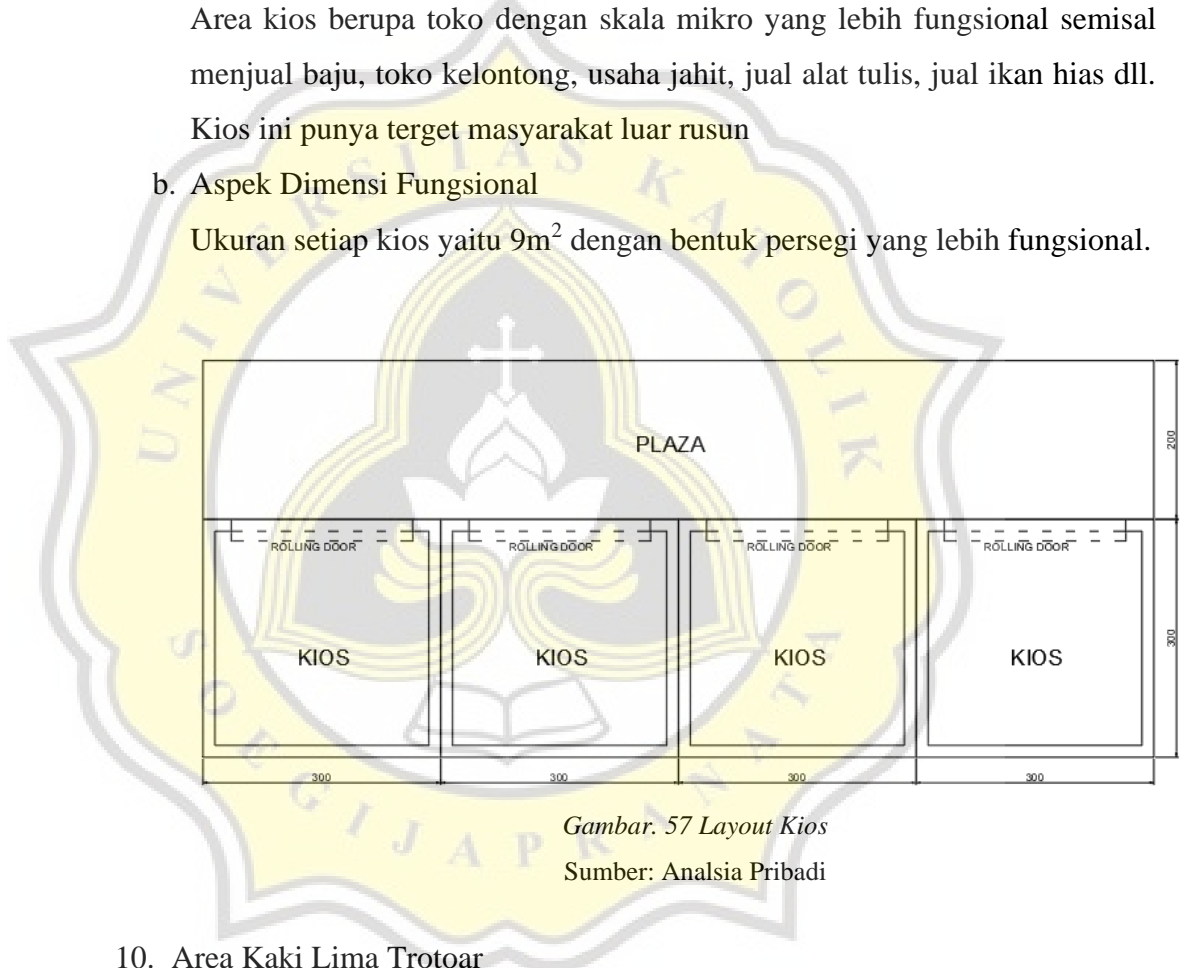 Area kios berupa toko dengan skala mikro yang lebih fungsional semisal
menjual baju, toko kelontong, usaha jahit, jual alat tulis, jual ikan hias dll.
Kios ini punya terget masyarakat luar rusun
b. Aspek Dimensi Fungsional
Ukuran setiap kios yaitu 9m² dengan bentuk persegi yang lebih fungsional.
UNIVERSITAS KATOLIK
SOEGIJAPRANATA
PLAZA
200
ROLLING DOOR ROLLING DOOR ROLLING DOOR ROLLING DOOR
KIOS KIOS KIOS KIOS
300
300 300 300 300
Gambar. 57 Layout Kios
Sumber: Analsia Pribadi
10. Area Kaki Lima Trotoar